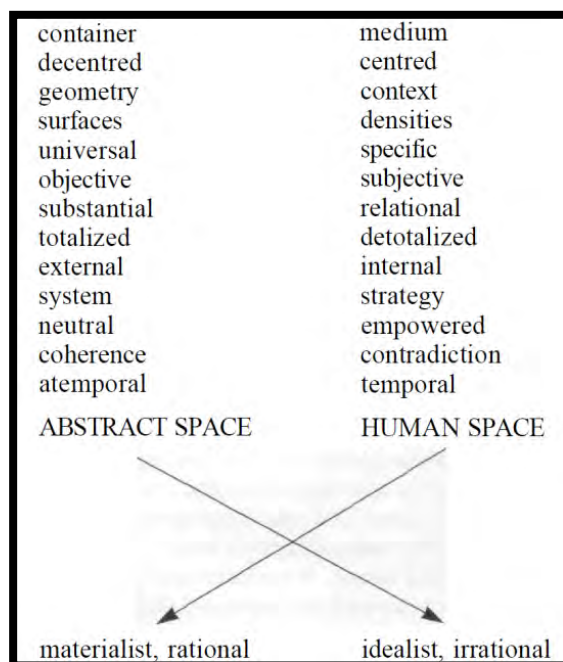 container medium
decentred centred
geometry context
surfaces densities
universal specific
objective subjective
substantial relational
totalized detotalized
external internal
system strategy
neutral empowered
coherence contradiction
atemporal temporal
ABSTRACT SPACE HUMAN SPACE
materialist, rational idealist, irrational